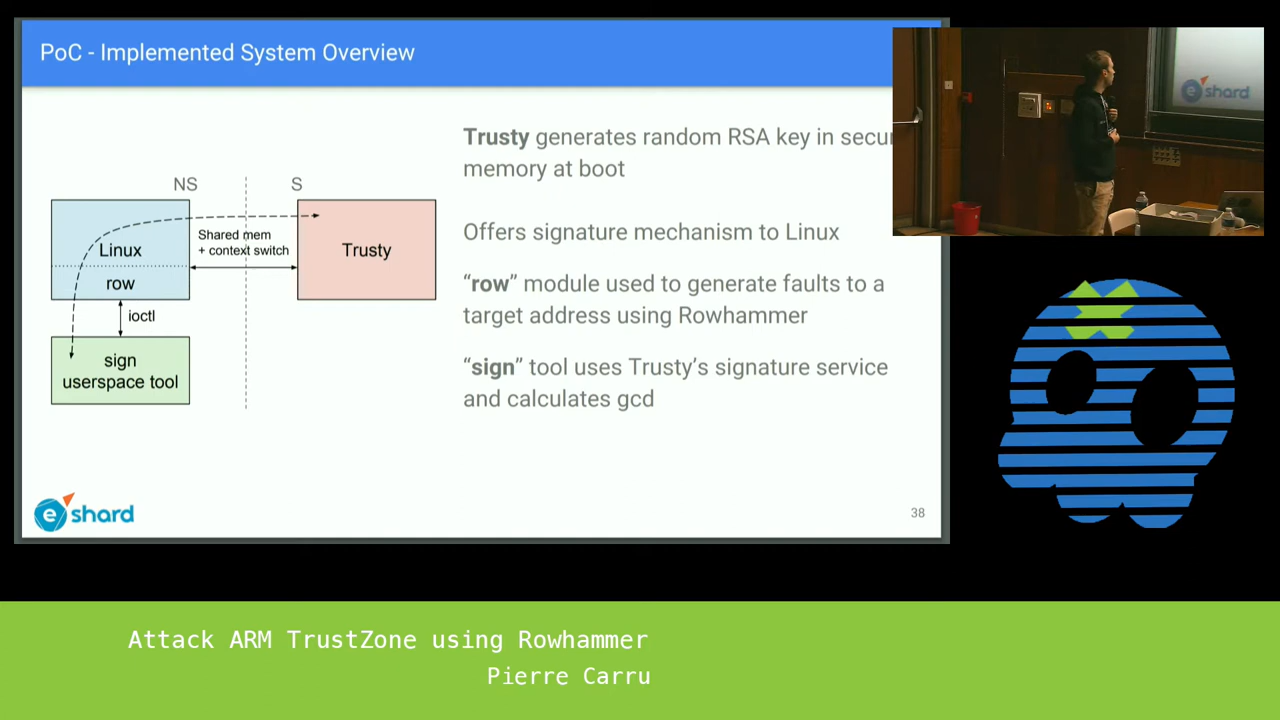 PoC - Implemented System Overview
Trusty generates random RSA key in secur
memory at boot
Offers signature mechanism to Linux
“row” module used to generate faults to a
target address using Rowhammer
“sign” tool uses Trusty’s signature service
and calculates gcd
NS
S
Linux
row
Shared mem
+ context switch
Trusty
ioctl
sign
userspace tool
eshard
38
eshard
Attack ARM TrustZone using Rowhammer
Pierre Carru